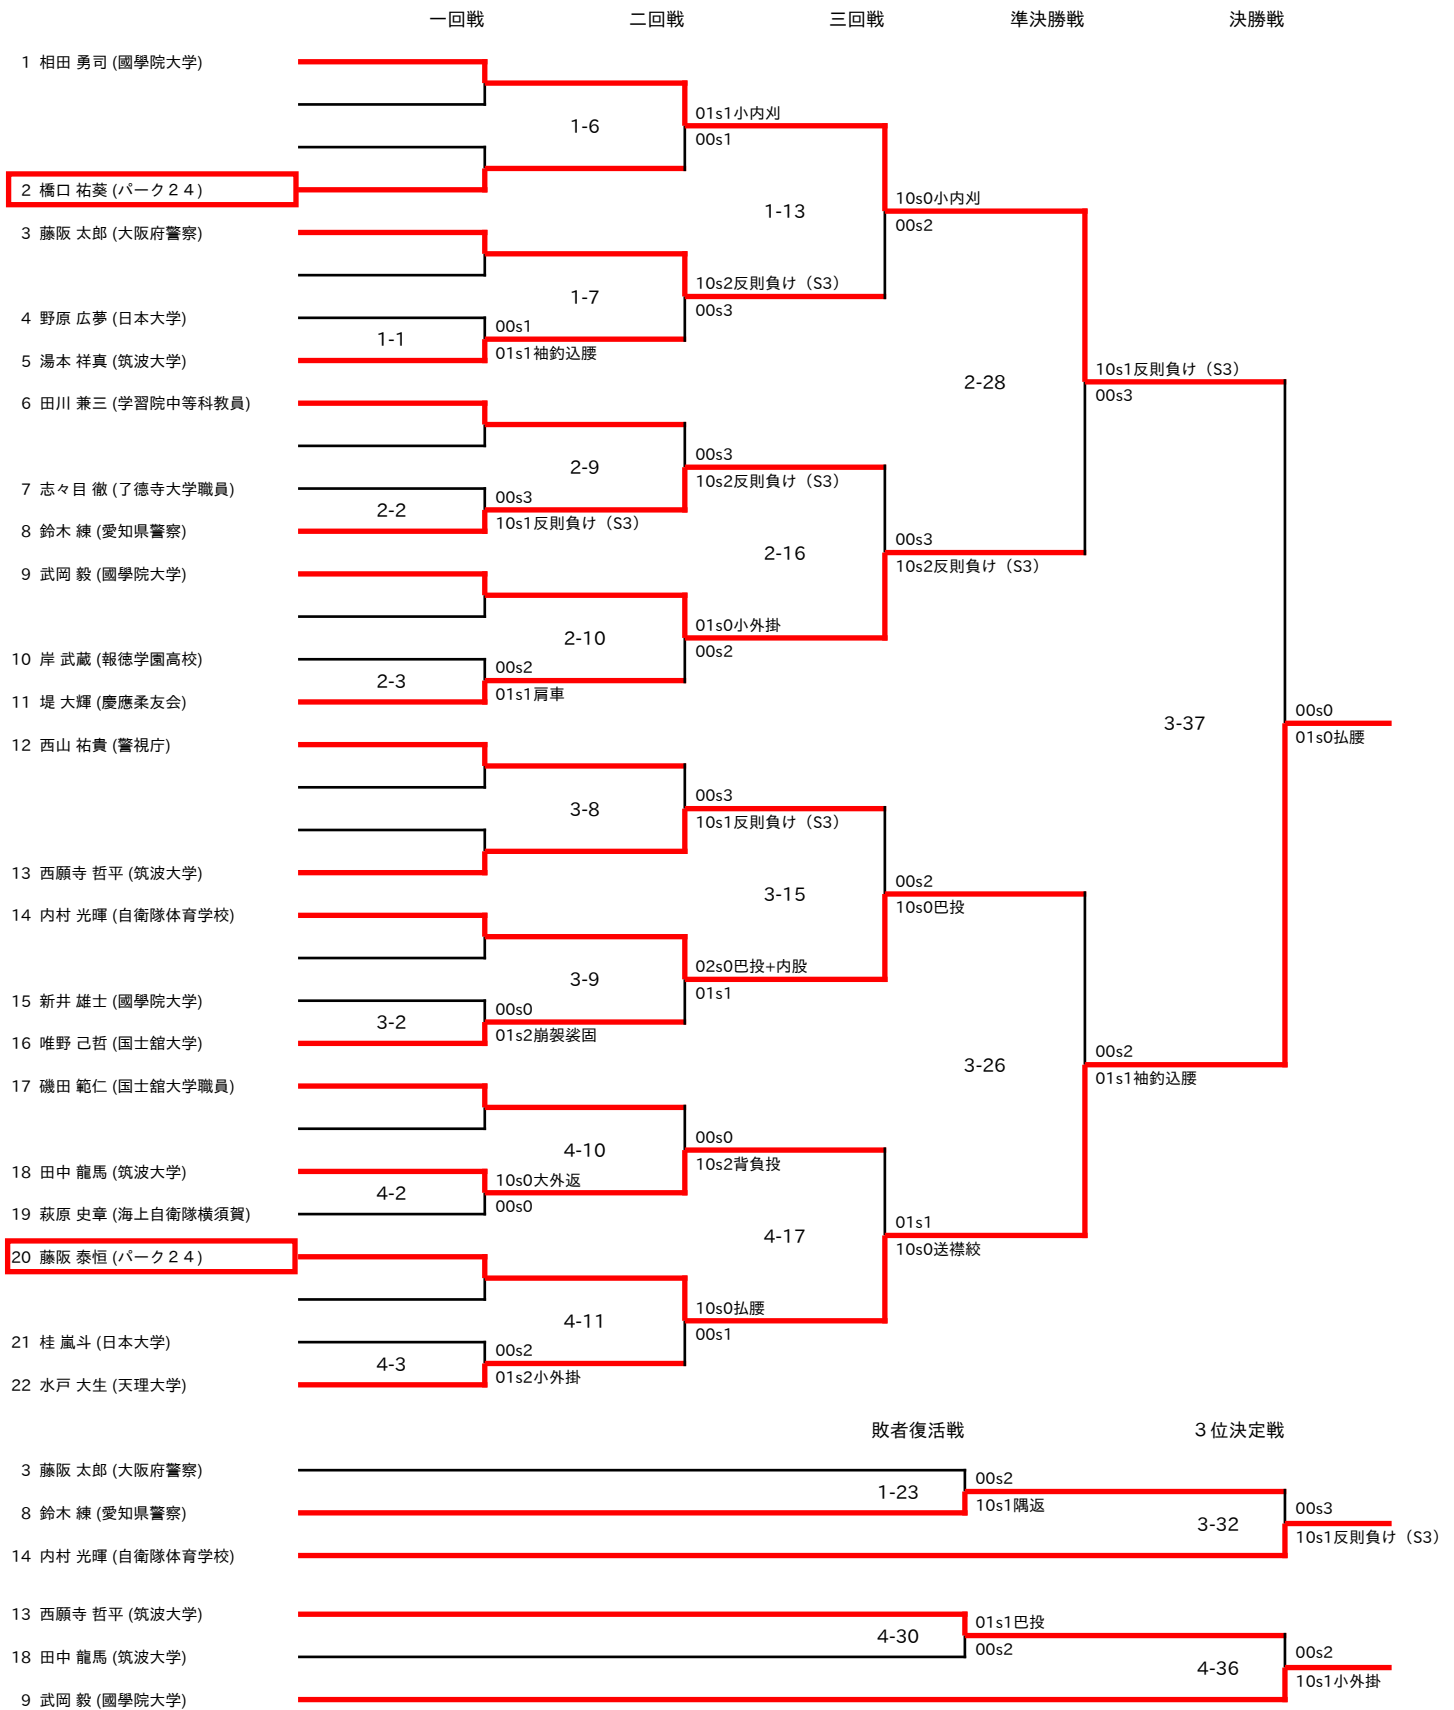 一回戦 二回戦 三回戦 準決勝戦 決勝戦
1 相田 勇司 (國學院大学)
01s1小内刈
1-6
00s1
2 橋口 祐葵 (パーク２４)
10s0小内刈
1-13
00s2
3 藤阪 太郎 (大阪府警察)
10s2反則負け（S3）
1-7
00s3
4 野原 広夢 (日本大学)
00s1
1-1
01s1袖釣込腰
5 湯本 祥真 (筑波大学)
10s1反則負け（S3）
2-28
00s3
6 田川 兼三 (学習院中等科教員)
00s3
2-9
10s2反則負け（S3）
7 志々目 徹 (了徳寺大学職員)
00s3
2-2
10s1反則負け（S3）
8 鈴木 練 (愛知県警察)
00s3
2-16
10s2反則負け（S3）
9 武岡 毅 (國學院大学)
01s0小外掛
2-10
00s2
10 岸 武蔵 (報徳学園高校)
00s2
2-3
01s1肩車
11 堤 大輝 (慶應柔友会)
00s0
3-37
01s0払腰
12 西山 祐貴 (警視庁)
00s3
3-8
10s1反則負け（S3）
13 西願寺 哲平 (筑波大学)
00s2
3-15
10s0巴投
14 内村 光暉 (自衛隊体育学校)
02s0巴投+内股
3-9
01s1
15 新井 雄士 (國學院大学)
00s0
3-2
01s2崩袈裟固
16 唯野 己哲 (国士舘大学)
00s2
3-26
01s1袖釣込腰
17 磯田 範仁 (国士舘大学職員)
00s0
4-10
10s2背負投
18 田中 龍馬 (筑波大学)
10s0大外返
4-2
00s0
19 萩原 史章 (海上自衛隊横須賀)
01s1
4-17
10s0送襟絞
20 藤阪 泰恒 (パーク２４)
10s0払腰
4-11
00s1
21 桂 嵐斗 (日本大学)
00s2
4-3
01s2小外掛
22 水戸 大生 (天理大学)
敗者復活戦 ３位決定戦
3 藤阪 太郎 (大阪府警察)
00s2
1-23
10s1隅返
8 鈴木 練 (愛知県警察)
00s3
3-32
10s1反則負け（S3）
14 内村 光暉 (自衛隊体育学校)
13 西願寺 哲平 (筑波大学)
01s1巴投
4-30
00s2
18 田中 龍馬 (筑波大学)
00s2
4-36
10s1小外掛
9 武岡 毅 (國學院大学)